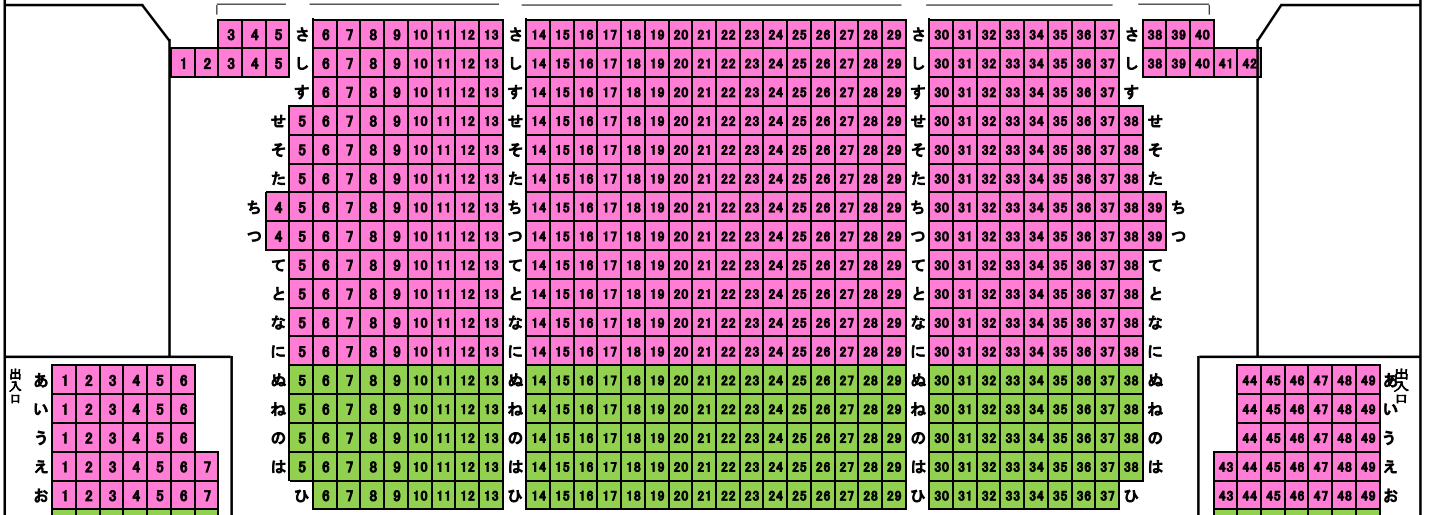 3 4 5 さ 6 7 8 9 10 11 12 13 さ 14 15 16 17 18 19 20 21 22 23 24 25 26 27 28 29 さ 30 31 32 33 34 35 36 37 さ 38 39 40
1 2 3 4 5 し 6 7 8 9 10 11 12 13 し 14 15 16 17 18 19 20 21 22 23 24 25 26 27 28 29 し 30 31 32 33 34 35 36 37 し 38 39 40 41 42
す 6 7 8 9 10 11 12 13 す 14 15 16 17 18 19 20 21 22 23 24 25 26 27 28 29 す 30 31 32 33 34 35 36 37 す
せ 5 6 7 8 9 10 11 12 13 せ 14 15 16 17 18 19 20 21 22 23 24 25 26 27 28 29 せ 30 31 32 33 34 35 36 37 38 せ
そ 5 6 7 8 9 10 11 12 13 そ 14 15 16 17 18 19 20 21 22 23 24 25 26 27 28 29 そ 30 31 32 33 34 35 36 37 38 そ
た 5 6 7 8 9 10 11 12 13 た 14 15 16 17 18 19 20 21 22 23 24 25 26 27 28 29 た 30 31 32 33 34 35 36 37 38 た
ち 4 5 6 7 8 9 10 11 12 13 ち 14 15 16 17 18 19 20 21 22 23 24 25 26 27 28 29 ち 30 31 32 33 34 35 36 37 38 39 ち
つ 4 5 6 7 8 9 10 11 12 13 つ 14 15 16 17 18 19 20 21 22 23 24 25 26 27 28 29 つ 30 31 32 33 34 35 36 37 38 39 つ
て 5 6 7 8 9 10 11 12 13 て 14 15 16 17 18 19 20 21 22 23 24 25 26 27 28 29 て 30 31 32 33 34 35 36 37 38 て
と 5 6 7 8 9 10 11 12 13 と 14 15 16 17 18 19 20 21 22 23 24 25 26 27 28 29 と 30 31 32 33 34 35 36 37 38 と
な 5 6 7 8 9 10 11 12 13 な 14 15 16 17 18 19 20 21 22 23 24 25 26 27 28 29 な 30 31 32 33 34 35 36 37 38 な
に 5 6 7 8 9 10 11 12 13 に 14 15 16 17 18 19 20 21 22 23 24 25 26 27 28 29 に 30 31 32 33 34 35 36 37 38 に
出入口
あ 1 2 3 4 5 6 ぬ 5 6 7 8 9 10 11 12 13 ぬ 14 15 16 17 18 19 20 21 22 23 24 25 26 27 28 29 ぬ 30 31 32 33 34 35 36 37 38 ぬ 44 45 46 47 48 49 あ
出入口
い 1 2 3 4 5 6 ね 5 6 7 8 9 10 11 12 13 ね 14 15 16 17 18 19 20 21 22 23 24 25 26 27 28 29 ね 30 31 32 33 34 35 36 37 38 ね 44 45 46 47 48 49 い
う 1 2 3 4 5 6 の 5 6 7 8 9 10 11 12 13 の 14 15 16 17 18 19 20 21 22 23 24 25 26 27 28 29 の 30 31 32 33 34 35 36 37 38 の 44 45 46 47 48 49 う
え 1 2 3 4 5 6 7 は 5 6 7 8 9 10 11 12 13 は 14 15 16 17 18 19 20 21 22 23 24 25 26 27 28 29 は 30 31 32 33 34 35 36 37 38 は 43 44 45 46 47 48 49 え
お 1 2 3 4 5 6 7 ひ 6 7 8 9 10 11 12 13 ひ 14 15 16 17 18 19 20 21 22 23 24 25 26 27 28 29 ひ 30 31 32 33 34 35 36 37 ひ 43 44 45 46 47 48 49 お